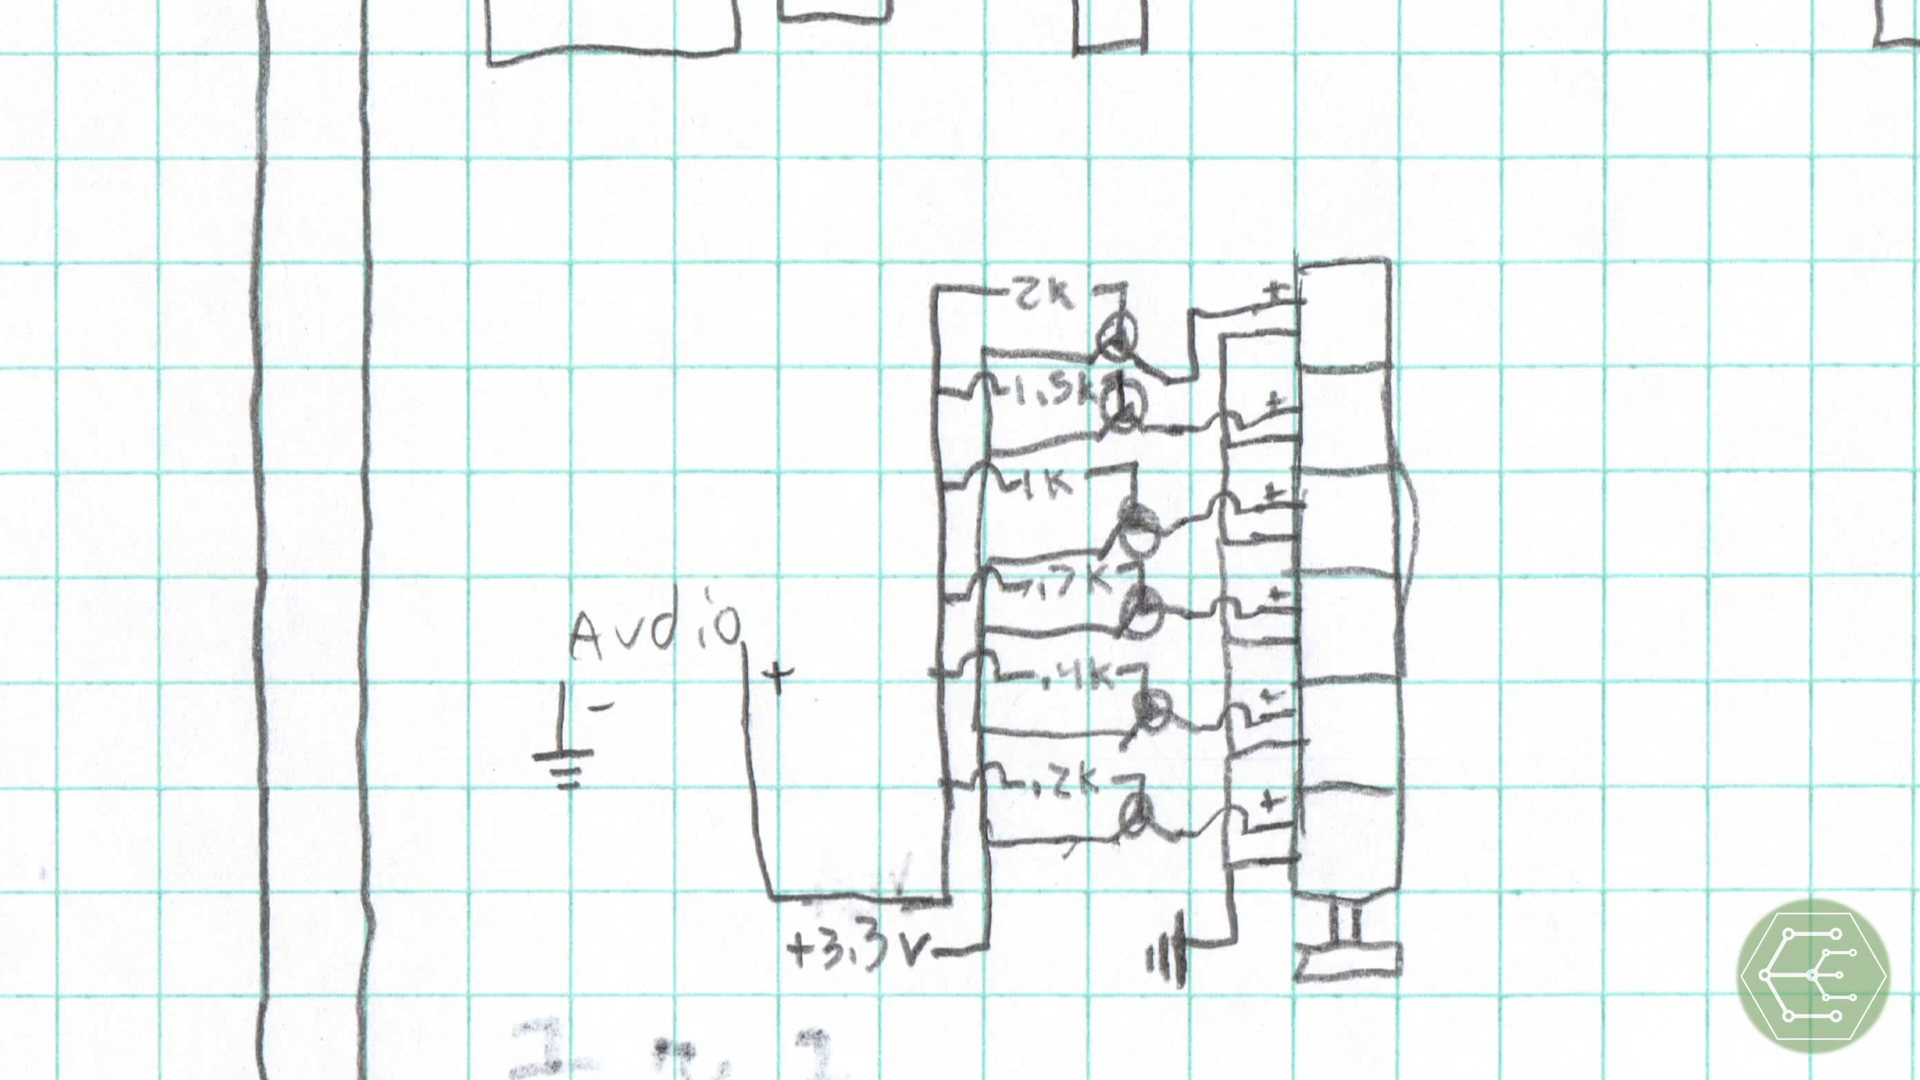 2K
+
1.5K
+
1K
+
.7K
+
Audio
+
-
.4K
+
.2K
+
+3.3V